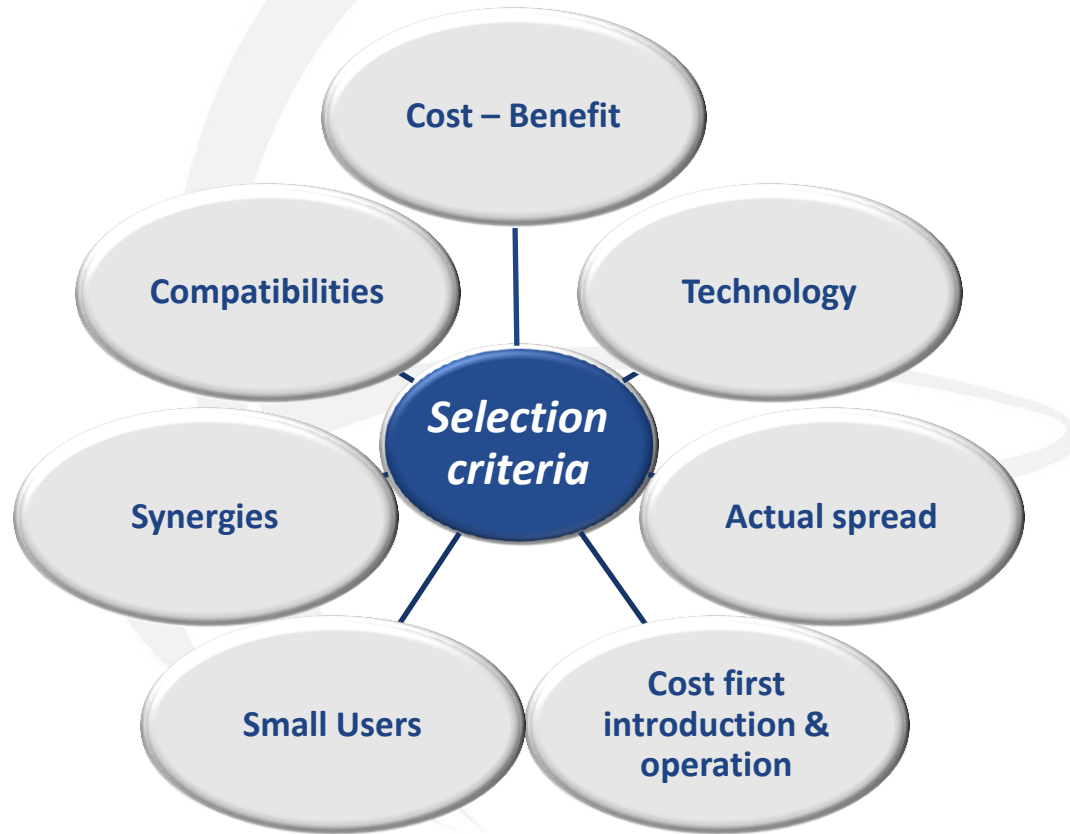 Cost – Benefit
Compatibilities
Technology
Selection
criteria
Synergies
Actual spread
Small Users
Cost first
introduction &
operation